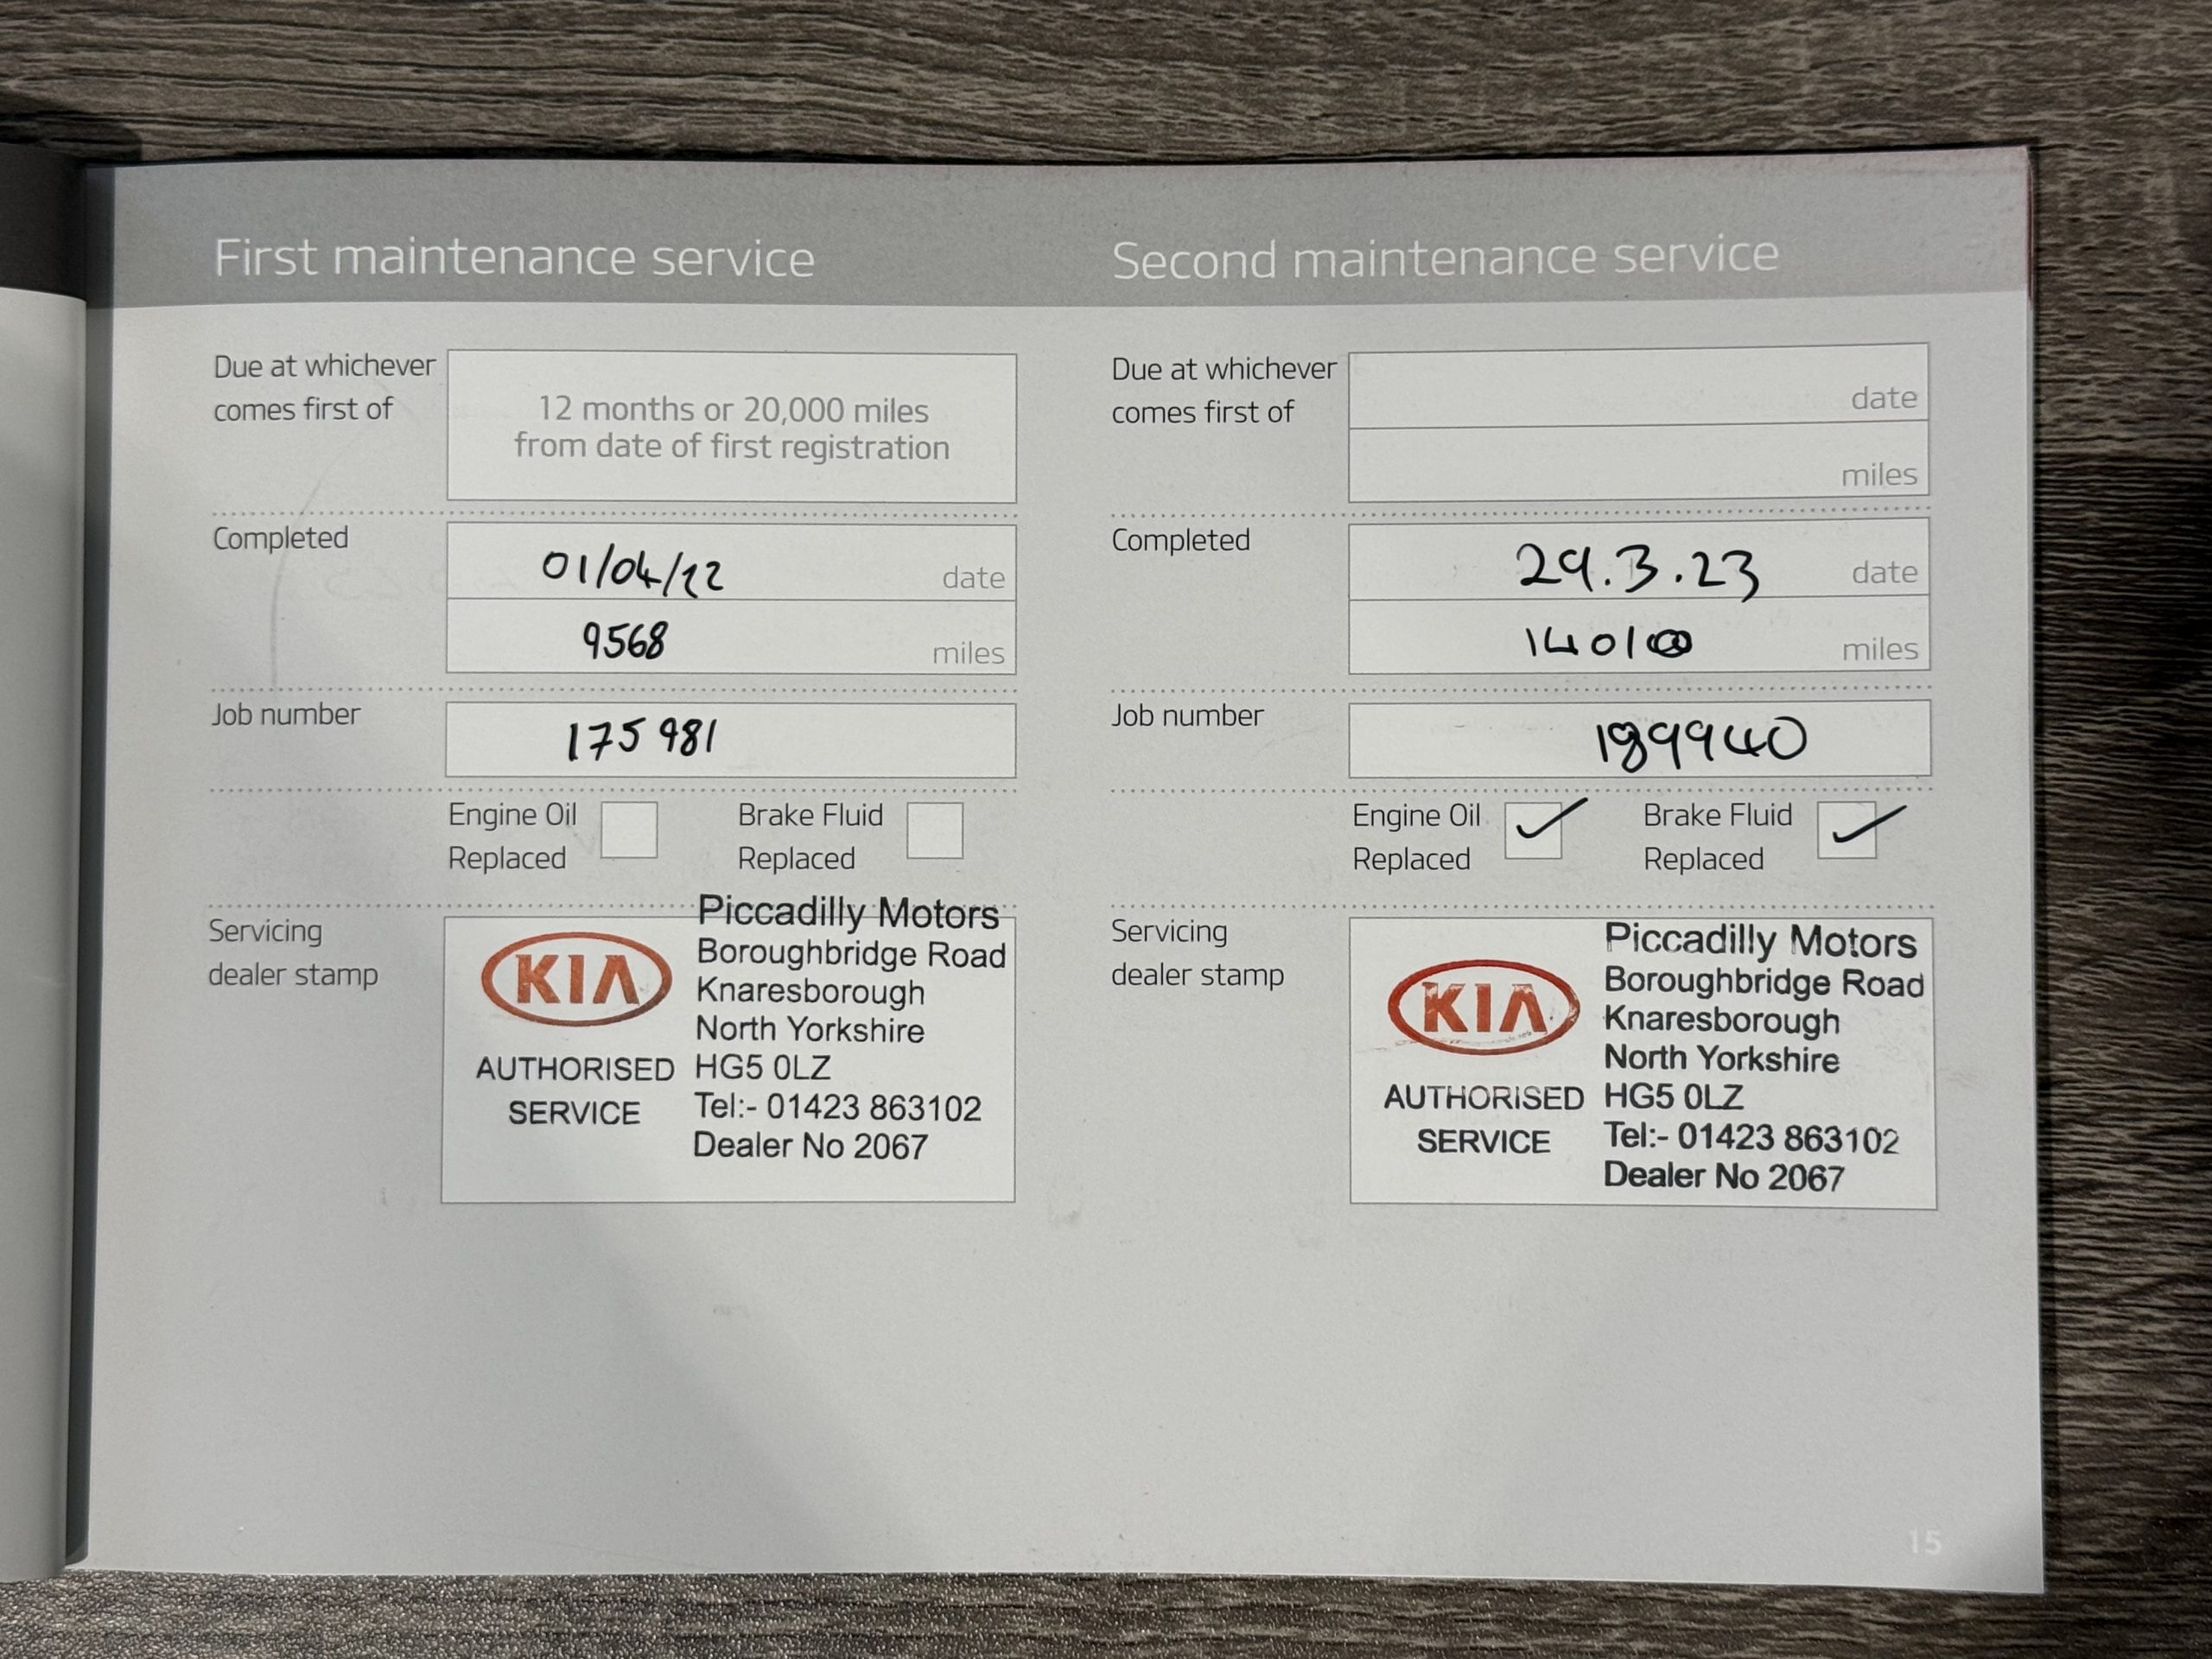 First maintenance service
Due at whichever
comes first of
12 months or 20,000 miles
from date of first registration
Completed
01/04/22
date
9568
miles
Job number
175981
Engine Oil
Replaced
Brake Fluid
Replaced
Servicing
dealer stamp
KIA
AUTHORISED
SERVICE
Piccadilly Motors
Boroughbridge Road
Knaresborough
North Yorkshire
HG5 0LZ
Tel:- 01423 863102
Dealer No 2067
Second maintenance service
Due at whichever
comes first of
date
miles
Completed
29.3.23
date
miles
Job number
189940
Engine Oil
Replaced
Brake Fluid
Replaced
Servicing
dealer stamp
KIA
AUTHORISED
SERVICE
Piccadilly Motors
Boroughbridge Road
Knaresborough
North Yorkshire
HG5 0LZ
Tel:- 01423 863102
Dealer No 2067
15